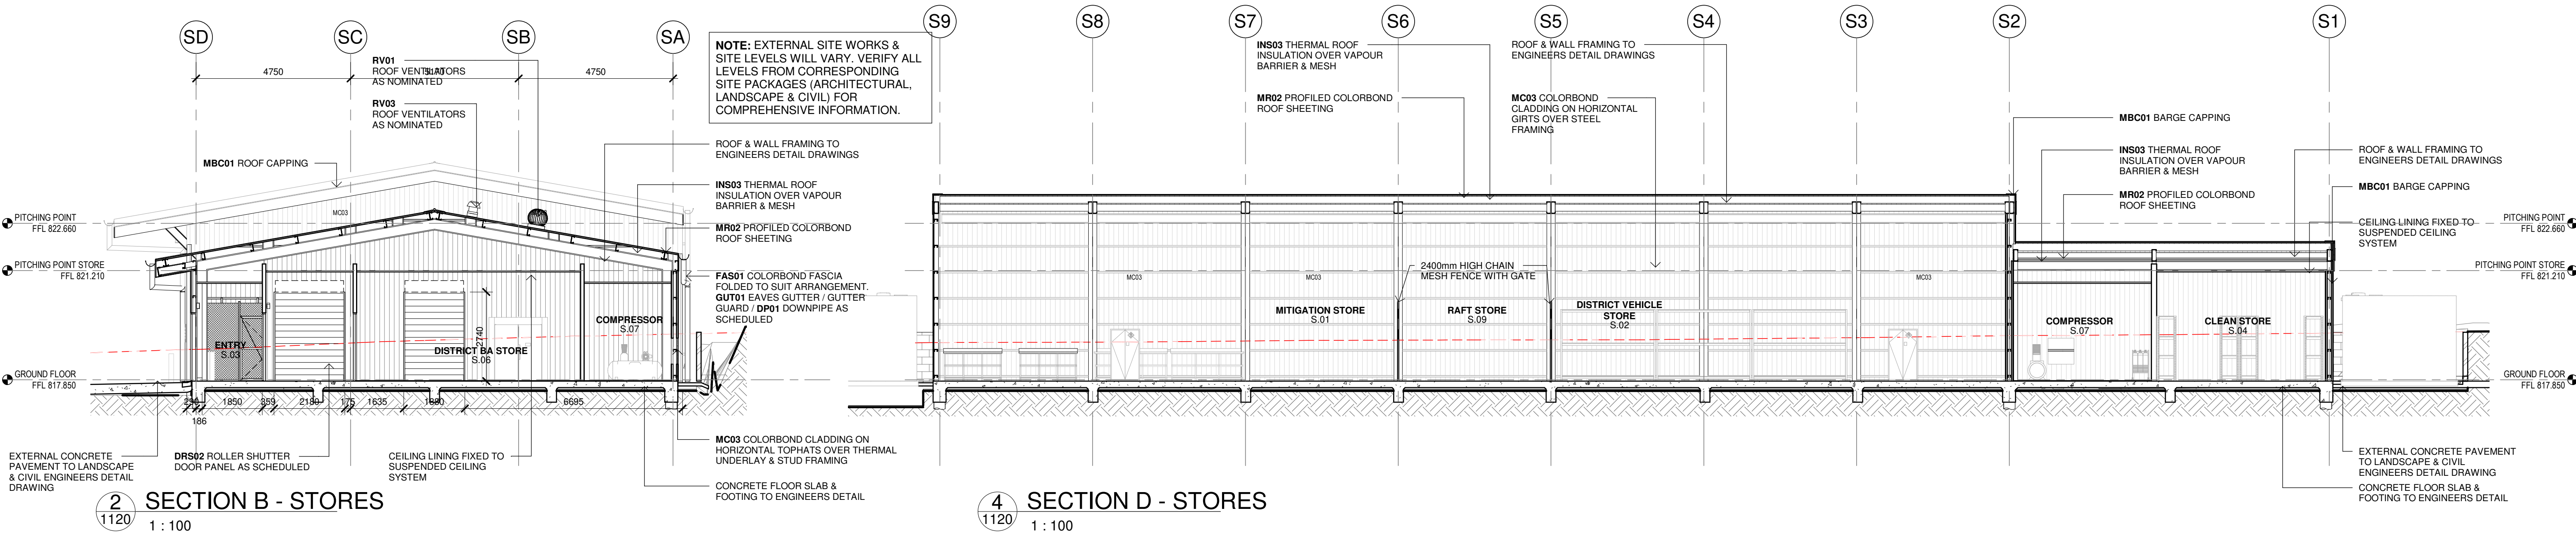 SD
SC
SB
SA
4750
5170
4750
RV01
ROOF VENTILATORS
AS NOMINATED
RV03
ROOF VENTILATORS
AS NOMINATED
MBC01 ROOF CAPPING
MC03
PITCHING POINT
FFL 822.660
PITCHING POINT STORE
FFL 821.210
GROUND FLOOR
FFL 817.850
NOTE: EXTERNAL SITE WORKS &
SITE LEVELS WILL VARY. VERIFY ALL
LEVELS FROM CORRESPONDING
SITE PACKAGES (ARCHITECTURAL,
LANDSCAPE & CIVIL) FOR
COMPREHENSIVE INFORMATION.
ROOF & WALL FRAMING TO
ENGINEERS DETAIL DRAWINGS
INS03 THERMAL ROOF
INSULATION OVER VAPOUR
BARRIER & MESH
MR02 PROFILED COLORBOND
ROOF SHEETING
FAS01 COLORBOND FASCIA
FOLDED TO SUIT ARRANGEMENT.
GUT01 EAVES GUTTER / GUTTER
GUARD / DP01 DOWNPIPE AS
SCHEDULED
ENTRY
S.03
DISTRICT BA STORE
S.06
2740
COMPRESSOR
S.07
1850
359
2180
175
1635
1880
6695
186
EXTERNAL CONCRETE
PAVEMENT TO LANDSCAPE
& CIVIL ENGINEERS DETAIL
DRAWING
DRS02 ROLLER SHUTTER
DOOR PANEL AS SCHEDULED
CEILING LINING FIXED TO
SUSPENDED CEILING
SYSTEM
MC03 COLORBOND CLADDING ON
HORIZONTAL TOPHATS OVER THERMAL
UNDERLAY & STUD FRAMING
CONCRETE FLOOR SLAB &
FOOTING TO ENGINEERS DETAIL
2
1120
SECTION B - STORES
1 : 100
S9
S8
S7
S6
S5
S4
S3
S2
S1
INS03 THERMAL ROOF
INSULATION OVER VAPOUR
BARRIER & MESH
MR02 PROFILED COLORBOND
ROOF SHEETING
ROOF & WALL FRAMING TO
ENGINEERS DETAIL DRAWINGS
MC03 COLORBOND
CLADDING ON HORIZONTAL
GIRTS OVER STEEL
FRAMING
MBC01 BARGE CAPPING
INS03 THERMAL ROOF
INSULATION OVER VAPOUR
BARRIER & MESH
MR02 PROFILED COLORBOND
ROOF SHEETING
ROOF & WALL FRAMING TO
ENGINEERS DETAIL DRAWINGS
MBC01 BARGE CAPPING
CEILING LINING FIXED TO
SUSPENDED CEILING
SYSTEM
PITCHING POINT
FFL 822.660
PITCHING POINT STORE
FFL 821.210
GROUND FLOOR
FFL 817.850
MC03
MC03
2400mm HIGH CHAIN
MESH FENCE WITH GATE
MC03
MC03
MITIGATION STORE
S.01
RAFT STORE
S.09
DISTRICT VEHICLE
STORE
S.02
COMPRESSOR
S.07
CLEAN STORE
S.04
EXTERNAL CONCRETE PAVEMENT
TO LANDSCAPE & CIVIL
ENGINEERS DETAIL DRAWING
CONCRETE FLOOR SLAB &
FOOTING TO ENGINEERS DETAIL
4
1120
SECTION D - STORES
1 : 100